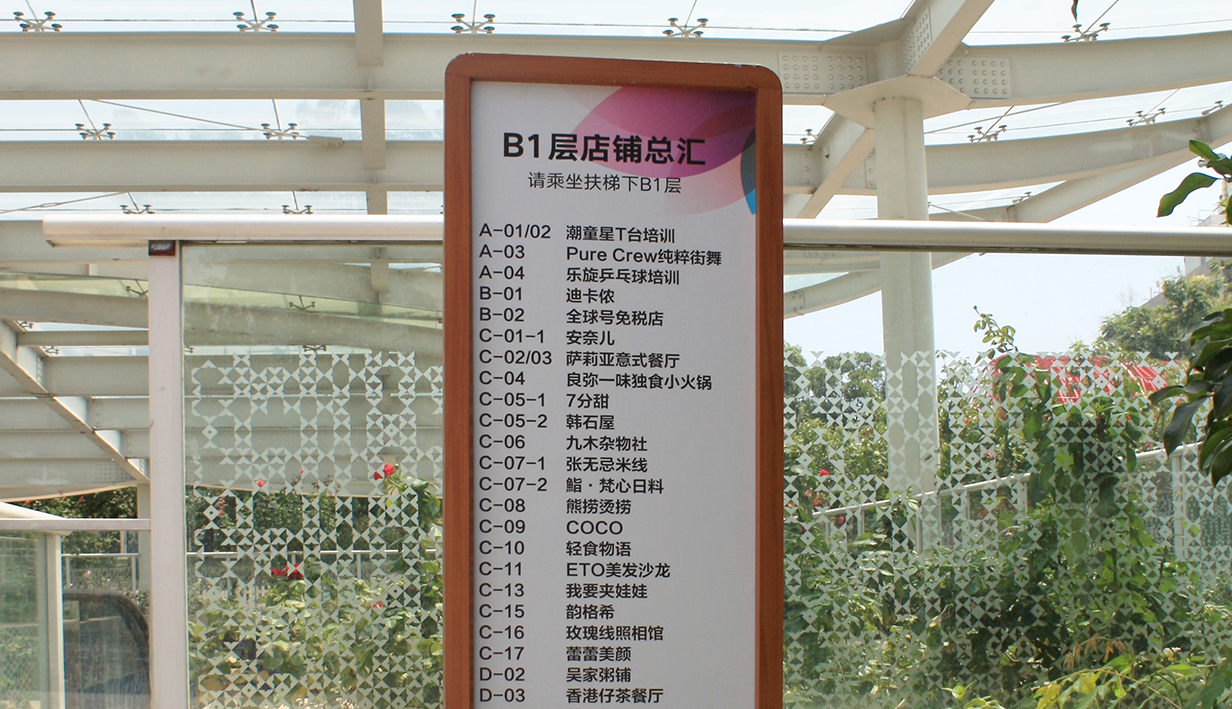 B1层店铺总汇
请乘坐扶梯下B1层
A-01/02 潮童星T台培训
A-03 Pure Crew纯粹街舞
A-04 乐旋乒乓球培训
B-01 迪卡侬
B-02 全球号免税店
C-01-1 安奈儿
C-02/03 萨莉亚意式餐厅
C-04 良弥一味独食小火锅
C-05-1 7分甜
C-05-2 韩石屋
C-06 九木杂物社
C-07-1 张无忌米线
C-07-2 鮨·梵心日料
C-08 熊捞烫捞
C-09 COCO
C-10 轻食物语
C-11 ETO美发沙龙
C-13 我要夹娃娃
C-15 韵格希
C-16 玫瑰线照相馆
C-17 蕾蕾美颜
D-02 吴家粥铺
D-03 香港仔茶餐厅